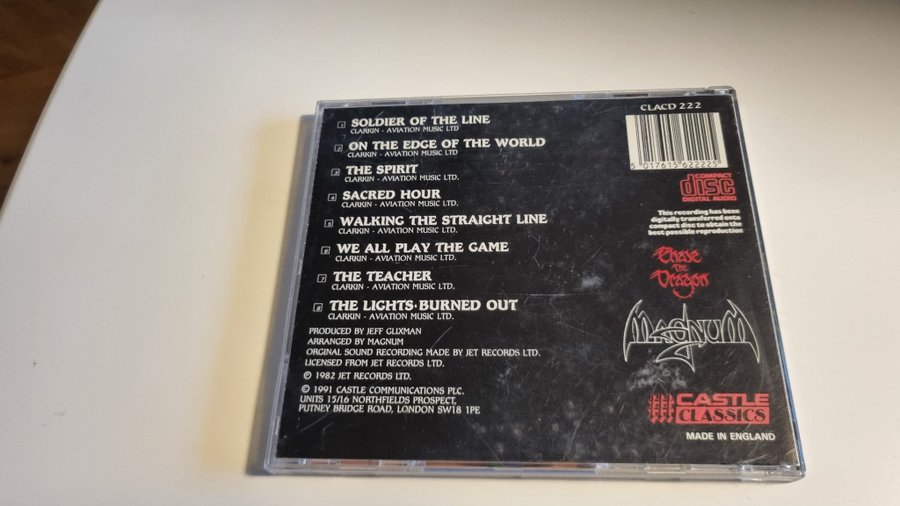 1 SOLDIER OF THE LINE
CLARKIN - AVIATION MUSIC LTD
2 ON THE EDGE OF THE WORLD
CLARKIN - AVIATION MUSIC LTD
3 THE SPIRIT
CLARKIN - AVIATION MUSIC LTD.
4 SACRED HOUR
CLARKIN - AVIATION MUSIC LTD.
5 WALKING THE STRAIGHT LINE
CLARKIN - AVIATION MUSIC LTD.
6 WE ALL PLAY THE GAME
CLARKIN - AVIATION MUSIC LTD.
7 THE TEACHER
CLARKIN - AVIATION MUSIC LTD.
8 THE LIGHTS·BURNED OUT
CLARKIN - AVIATION MUSIC LTD.
PRODUCED BY JEFF GLIXMAN
ARRANGED BY MAGNUM
ORGINAL SOUND RECORDING MADE BY JET RECORDS LTD.
LICENSED FROM JET RECORDS LTD.
℗ 1982 JET RECORDS LTD.
© 1991 CASTLE COMMUNICATIONS PLC.
UNITS 15/16 NORTHFIELDS PROSPECT,
PUTNEY BRIDGE ROAD, LONDON SW18 1PE
CLACD 222
5 017615 622225
COMPACT
disc
DIGITAL AUDIO
This recording has been
digitally transferred onto
compact disc to obtain the
best possible reproduction
Chase
The
Dragon
MAGNUM
CASTLE
CLASSICS
MADE IN ENGLAND